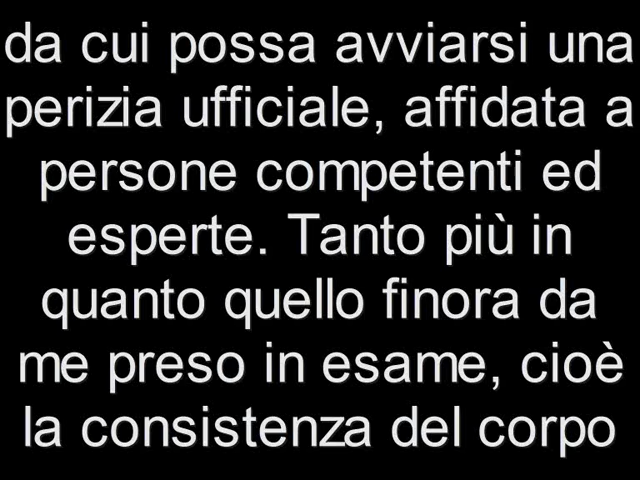 da cui possa avviarsi una
perizia ufficiale, affidata a
persone competenti ed
esperte. Tanto più in
quanto quello finora da
me preso in esame, cioè
la consistenza del corpo